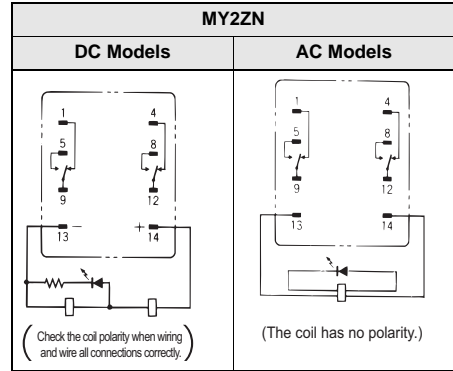 MY2ZN
DC Models
AC Models
1 4
5 8
9 12
13 − + 14
( Check the coil polarity when wiring
and wire all connections correctly. )
1 4
5 8
9 12
13 14
(The coil has no polarity.)